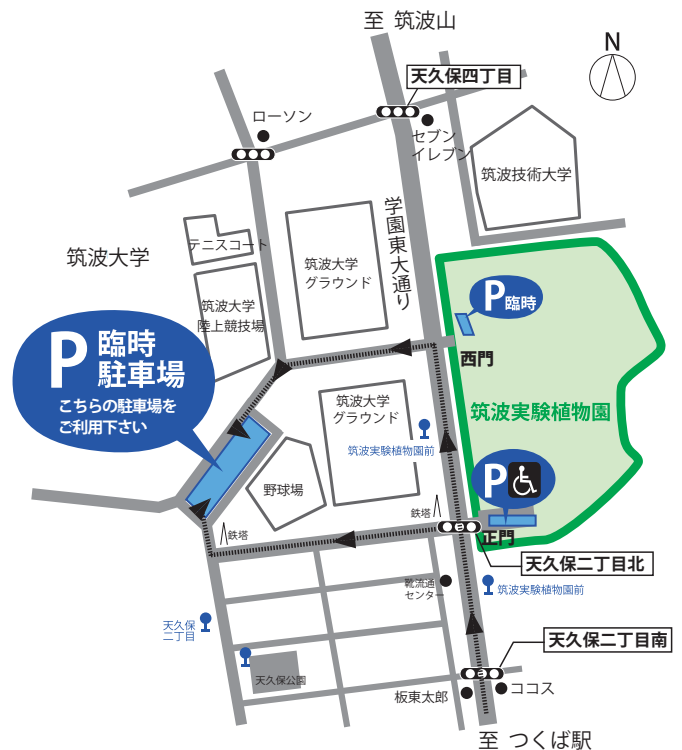 至 筑波山
N
天久保四丁目
ローソン
セブン
イレブン
筑波技術大学
学園東大通り
筑波大学
テニスコート
筑波大学
グラウンド
筑波大学
陸上競技場
P 臨時
P 臨時
駐車場
こちらの駐車場を
ご利用下さい
西門
筑波大学
グラウンド
筑波実験植物園
筑波実験植物園前
野球場
P
鉄塔
鉄塔
正門
天久保二丁目北
靴流通
センター
筑波実験植物園前
天久保
二丁目
天久保二丁目南
天久保公園
板東太郎
ココス
至 つくば駅